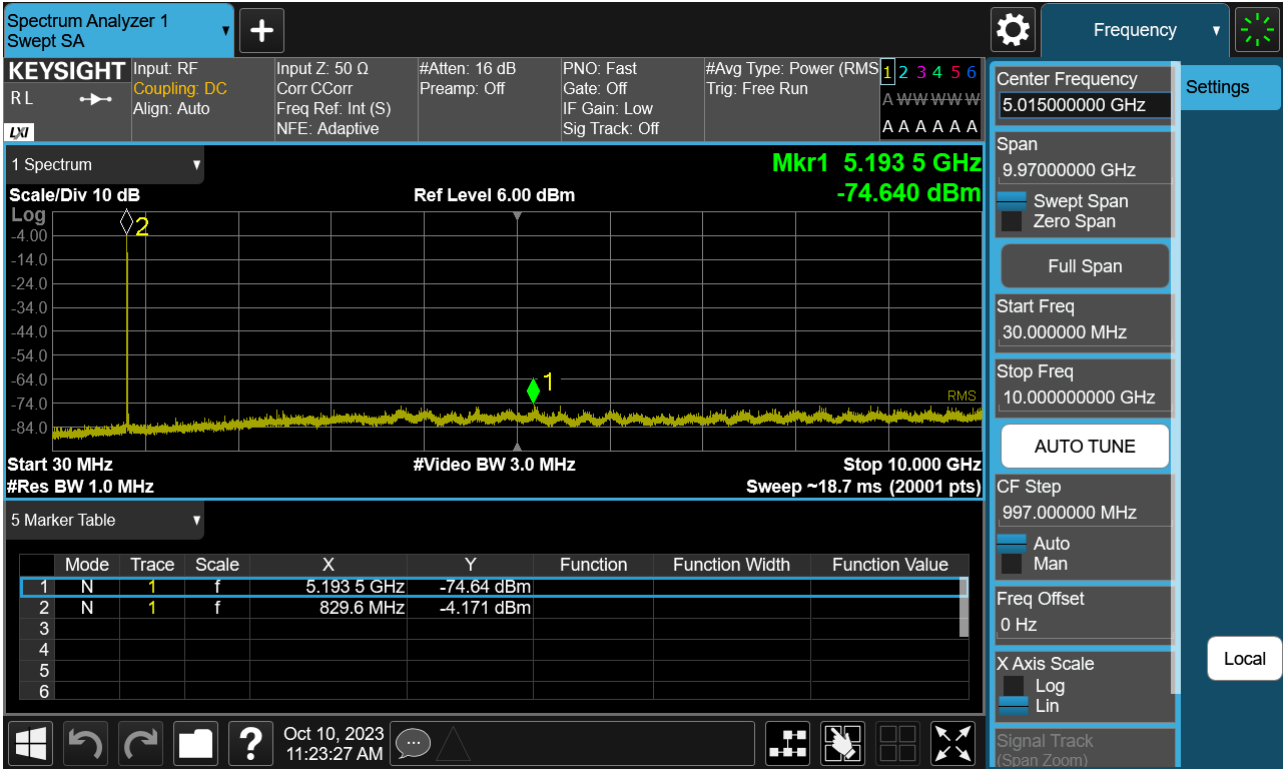 Spectrum Analyzer 1
Swept SA
Frequency
KEYSIGHT
R L
LXI
Input: RF
Coupling: DC
Align: Auto
Input Z: 50 Ω
Corr CCorr
Freq Ref: Int (S)
NFE: Adaptive
#Atten: 16 dB
Preamp: Off
PNO: Fast
Gate: Off
IF Gain: Low
Sig Track: Off
#Avg Type: Power (RMS
Trig: Free Run
1 2 3 4 5 6
A W W W W W
A A A A A A
1 Spectrum
Mkr1 5.193 5 GHz
-74.640 dBm
Scale/Div 10 dB
Ref Level 6.00 dBm
Log
-4.00
-14.0
-24.0
-34.0
-44.0
-54.0
-64.0
-74.0
-84.0
2
1
RMS
Start 30 MHz
#Video BW 3.0 MHz
Stop 10.000 GHz
#Res BW 1.0 MHz
Sweep ~18.7 ms (20001 pts)
5 Marker Table
Mode Trace Scale X Y Function Function Width Function Value
1 N 1 f 5.193 5 GHz -74.64 dBm
2 N 1 f 829.6 MHz -4.171 dBm
3
4
5
6
Oct 10, 2023
11:23:27 AM
Center Frequency
5.015000000 GHz
Settings
Span
9.97000000 GHz
Swept Span
Zero Span
Full Span
Start Freq
30.000000 MHz
Stop Freq
10.000000000 GHz
AUTO TUNE
CF Step
997.000000 MHz
Auto
Man
Freq Offset
0 Hz
X Axis Scale
Log
Lin
Local
Signal Track
(Span Zoom)